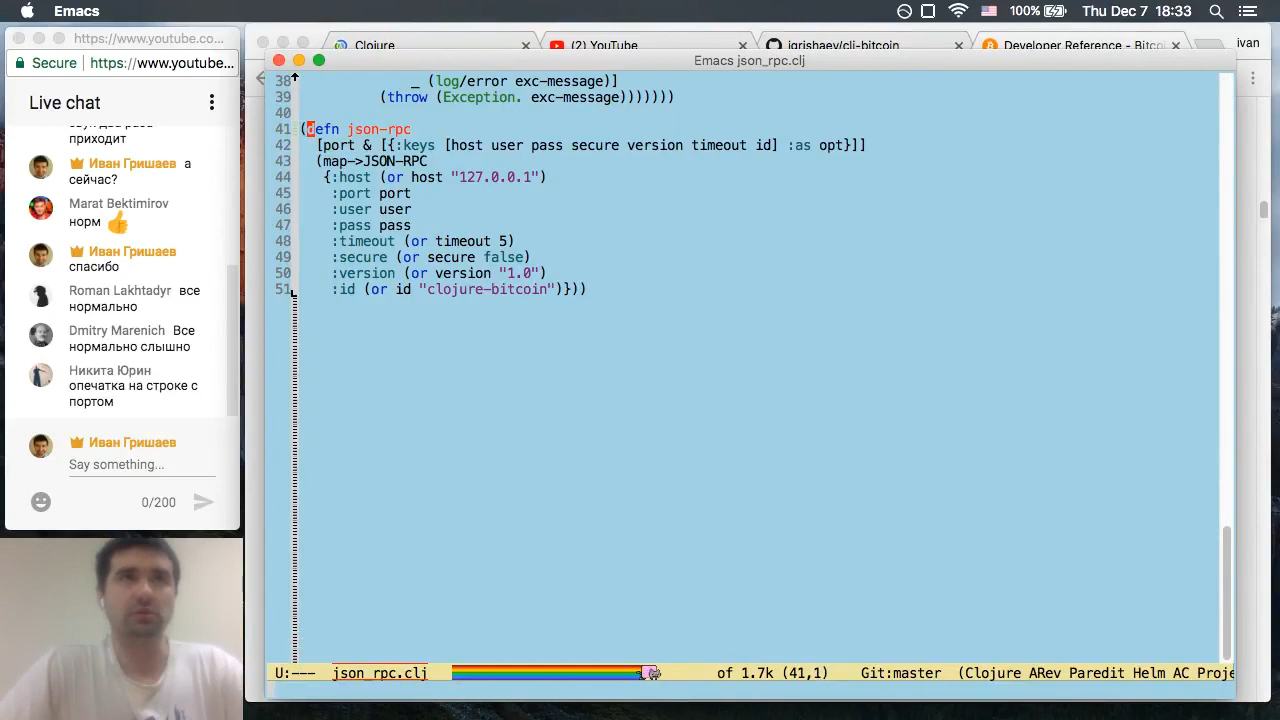 Emacs
100%
Thu Dec 7 18:33
https://www.youtube.co...
Secure
https://www.youtube...
Live chat
приходит
Иван Гришаев а
сейчас?
Marat Bektimirov
норм 👍
Иван Гришаев
спасибо
Roman Lakhtadyr все
нормально
Dmitry Marenich Все
нормально слышно
Никита Юрин
опечатка на строке с
портом
Иван Гришаев
Say something...
0/200
Clojure
(2) YouTube
igrishaev/clj-bitcoin
Developer Reference - Bitcoi
ivan
Emacs json_rpc.clj
38 _ (log/error exc-message)]
39 (throw (Exception. exc-message)))))))
40
41 (defn json-rpc
42 [port & [{:keys [host user pass secure version timeout id] :as opt}]]
43 (map->JSON-RPC
44 {:host (or host "127.0.0.1")
45 :port port
46 :user user
47 :pass pass
48 :timeout (or timeout 5)
49 :secure (or secure false)
50 :version (or version "1.0")
51 :id (or id "clojure-bitcoin")}))
U:--- json_rpc.clj of 1.7k (41,1) Git:master (Clojure ARev Paredit Helm AC Proje